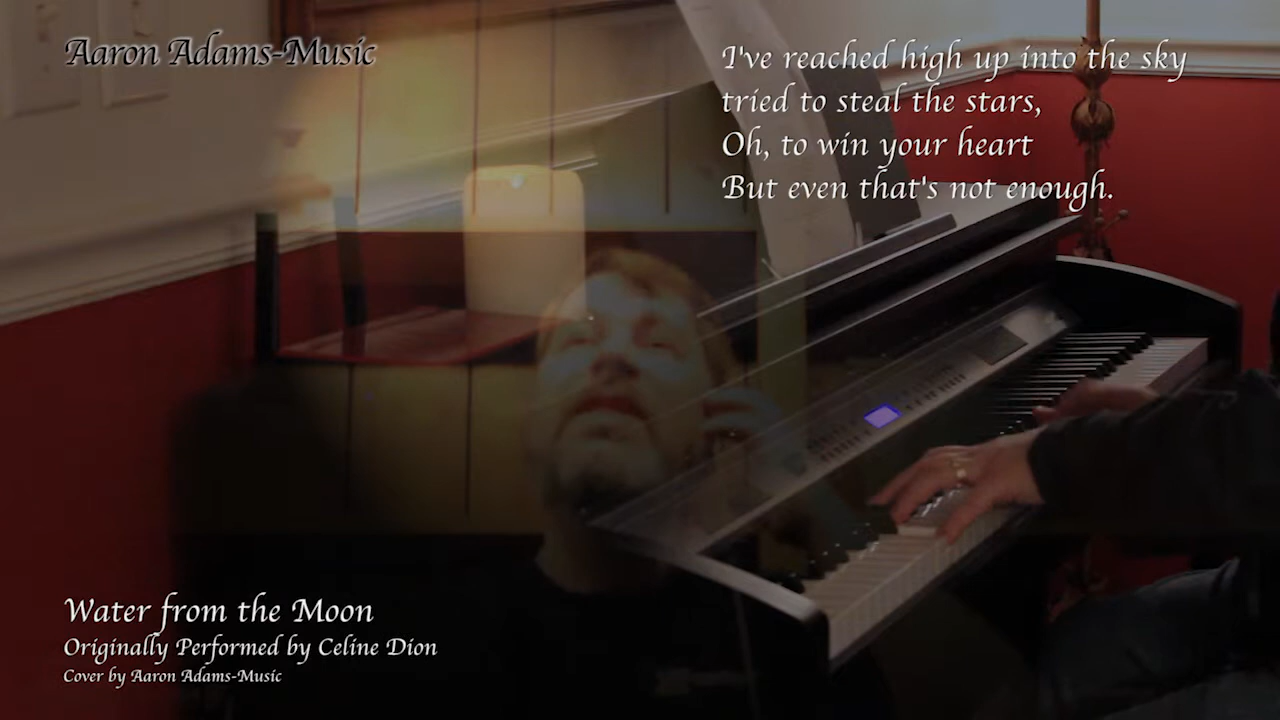 Aaron Adams-Music
I've reached high up into the sky
tried to steal the stars,
Oh, to win your heart
But even that's not enough.
Water from the Moon
Originally Performed by Celine Dion
Cover by Aaron Adams-Music